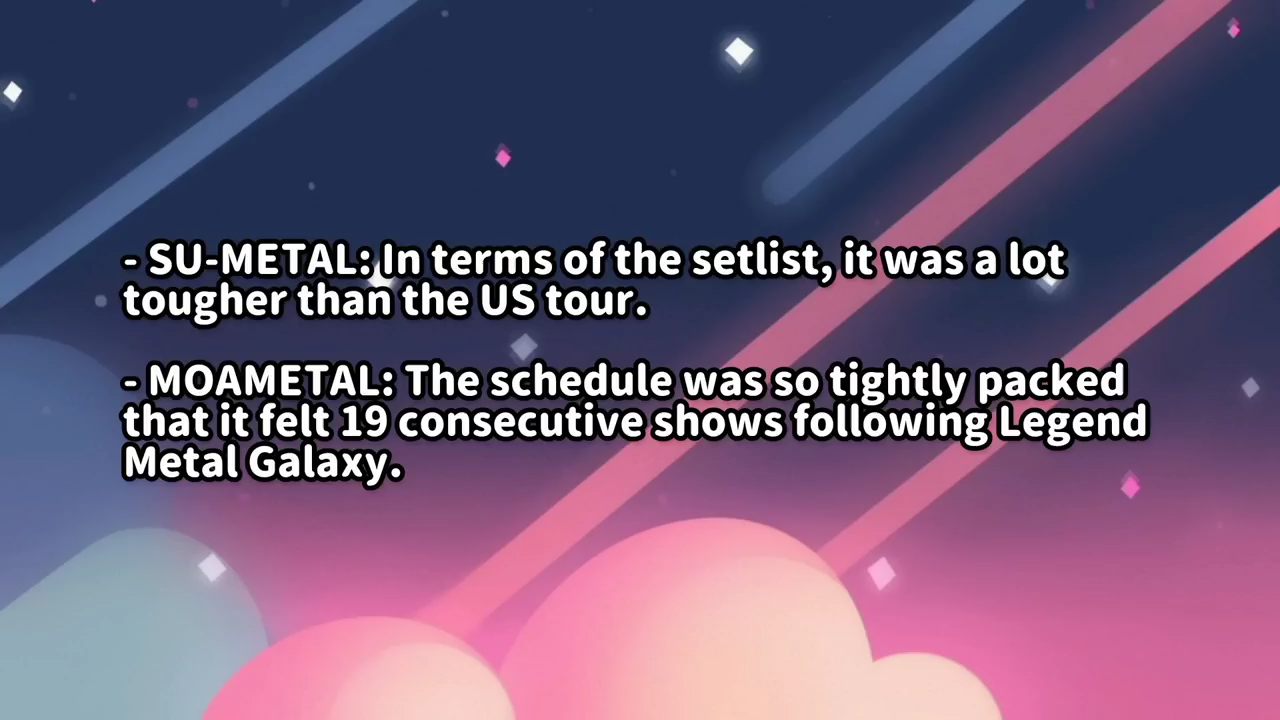 - SU-METAL: In terms of the setlist, it was a lot
tougher than the US tour.
- MOAMETAL: The schedule was so tightly packed
that it felt 19 consecutive shows following Legend
Metal Galaxy.